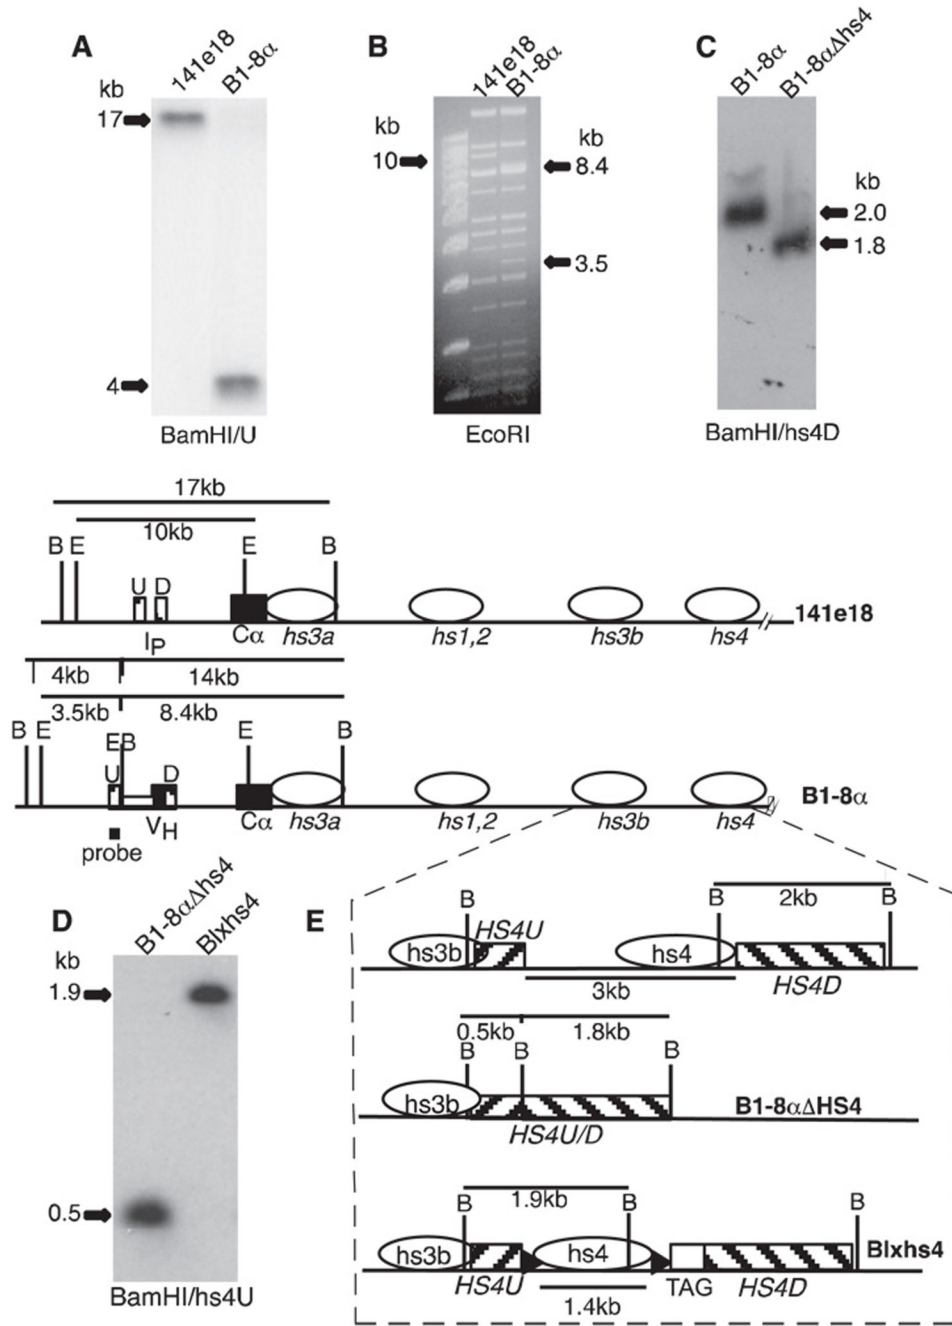 A
141e18
B1-8α
kb
17
4
BamHI/U
B
141e18
B1-8α
kb
10
kb
8.4
3.5
EcoRI
C
B1-8α
B1-8αΔhs4
kb
2.0
1.8
BamHI/hs4D
17kb
10kb
B E E B
U D
141e18
IP Cα hs3a hs1,2 hs3b hs4
4kb 14kb
3.5kb 8.4kb
B E EB E B
U D
B1-8α
VH Cα hs3a hs1,2 hs3b hs4
probe
D
B1-8αΔhs4
Blxhs4
kb
1.9
0.5
BamHI/hs4U
E
2kb
B B B
HS4U
hs3b hs4
HS4D
3kb
0.5kb 1.8kb
B B B
hs3b
B1-8αΔHS4
HS4U/D
1.9kb
B B B
hs3b hs4 Blxhs4
HS4U TAG HS4D
1.4kb